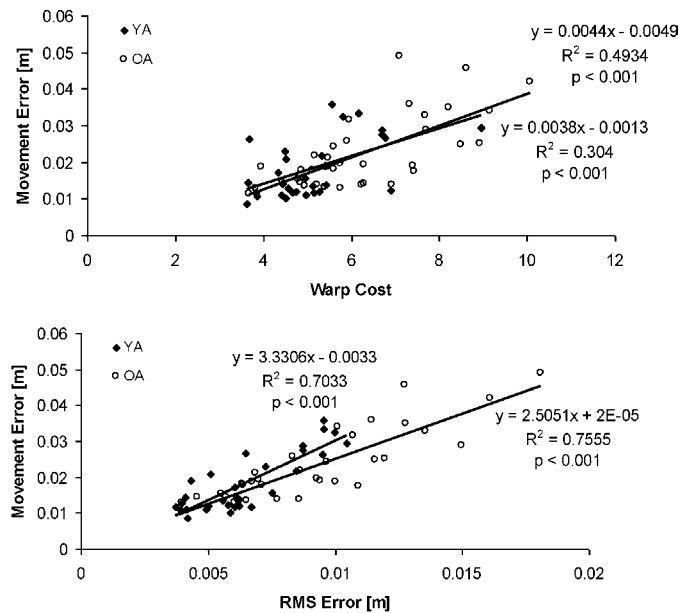 0.06
0.05
0.04
0.03
0.02
0.01
0
Movement Error [m]
YA
OA
y = 0.0044x - 0.0049
R² = 0.4934
p < 0.001
y = 0.0038x - 0.0013
R² = 0.304
p < 0.001
0 2 4 6 8 10 12
Warp Cost
0.06
0.05
0.04
0.03
0.02
0.01
0
Movement Error [m]
YA
OA
y = 3.3306x - 0.0033
R² = 0.7033
p < 0.001
y = 2.5051x + 2E-05
R² = 0.7555
p < 0.001
0 0.005 0.01 0.015 0.02
RMS Error [m]